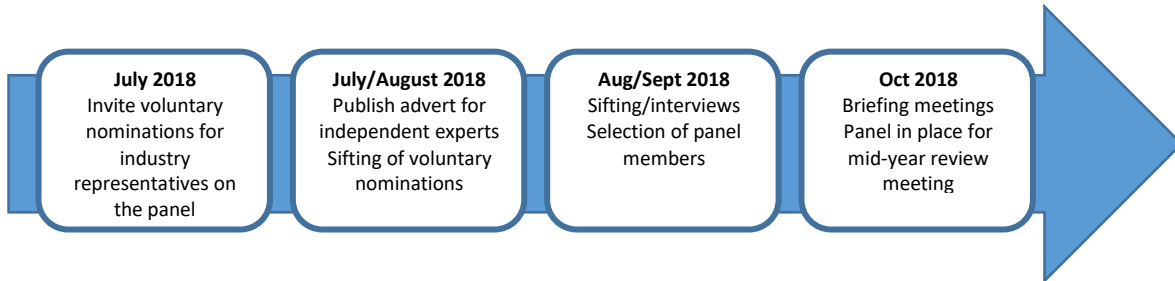 July 2018
Invite voluntary
nominations for
industry
representatives on
the panel
July/August 2018
Publish advert for
independent experts
Sifting of voluntary
nominations
Aug/Sept 2018
Sifting/interviews
Selection of panel
members
Oct 2018
Briefing meetings
Panel in place for
mid-year review
meeting